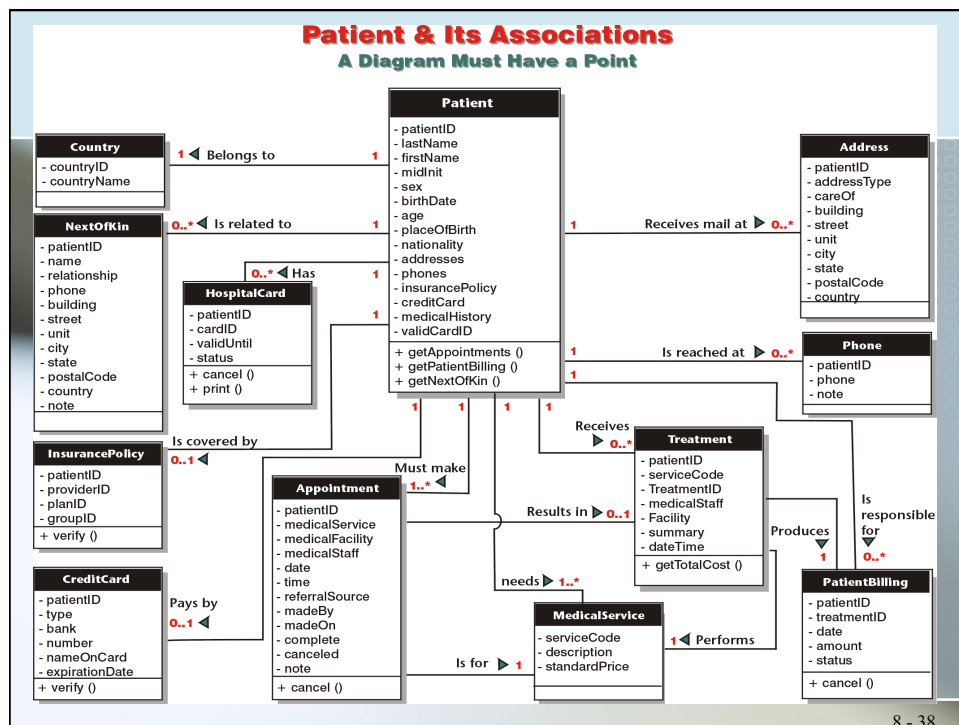 Patient & Its Associations
A Diagram Must Have a Point
Patient
- patientID
- lastName
- firstName
- midInit
- sex
- birthDate
- age
- placeOfBirth
- nationality
- addresses
- phones
- insurancePolicy
- creditCard
- medicalHistory
- validCardID
+ getAppointments ()
+ getPatientBilling ()
+ getNextOfKin ()
Country
- countryID
- countryName
1 Belongs to 1
NextOfKin
- patientID
- name
- relationship
- phone
- building
- street
- unit
- city
- state
- postalCode
- country
- note
0..* Is related to 1
0..* Has 1
HospitalCard
- patientID
- cardID
- validUntil
- status
+ cancel ()
+ print ()
1
Is covered by
0..1
InsurancePolicy
- patientID
- providerID
- planID
- groupID
+ verify ()
CreditCard
- patientID
- type
- bank
- number
- nameOnCard
- expirationDate
+ verify ()
1
Pays by
0..1
1
Must make
1..*
Appointment
- patientID
- medicalService
- medicalFacility
- medicalStaff
- date
- time
- referralSource
- madeBy
- madeOn
- complete
- canceled
- note
+ cancel ()
1
needs 1..*
Is for 1
MedicalService
- serviceCode
- description
- standardPrice
1 Performs
Results in 0..1
1
Receives
0..*
Treatment
- patientID
- serviceCode
- TreatmentID
- medicalStaff
- Facility
- summary
- dateTime
+ getTotalCost ()
Produces
1
1
Is
responsible
for
0..*
PatientBilling
- patientID
- treatmentID
- date
- amount
- status
+ cancel ()
1 Receives mail at 0..*
Address
- patientID
- addressType
- careOf
- building
- street
- unit
- city
- state
- postalCode
- country
1 Is reached at 0..*
Phone
- patientID
- phone
- note
8 - 38